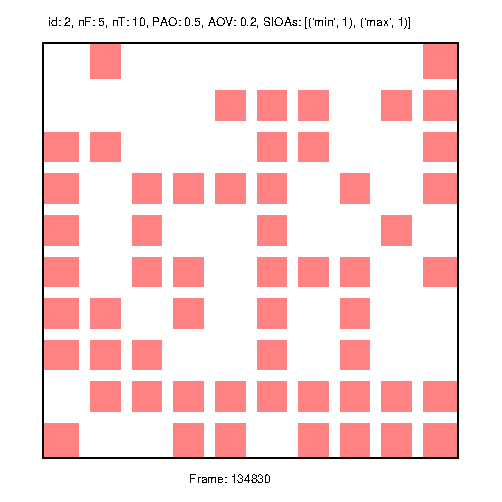 id: 2, nF: 5, nT: 10, PAO: 0.5, AOV: 0.2, SIOAs: [('min', 1), ('max', 1)]
Frame: 134830